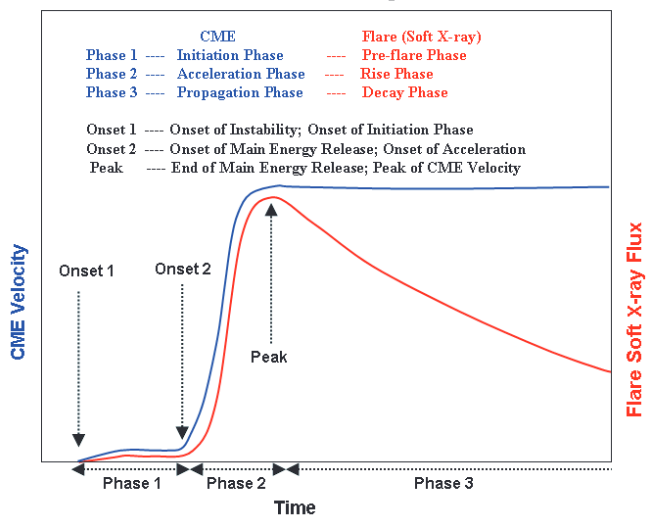 CME Flare (Soft X-ray)
Phase 1 ---- Initiation Phase ---- Pre-flare Phase
Phase 2 ---- Acceleration Phase ---- Rise Phase
Phase 3 ---- Propagation Phase ---- Decay Phase
Onset 1 ---- Onset of Instability; Onset of Initiation Phase
Onset 2 ---- Onset of Main Energy Release; Onset of Acceleration
Peak ---- End of Main Energy Release; Peak of CME Velocity
CME Velocity
Flare Soft X-ray Flux
Onset 1
Onset 2
Peak
Phase 1
Phase 2
Phase 3
Time